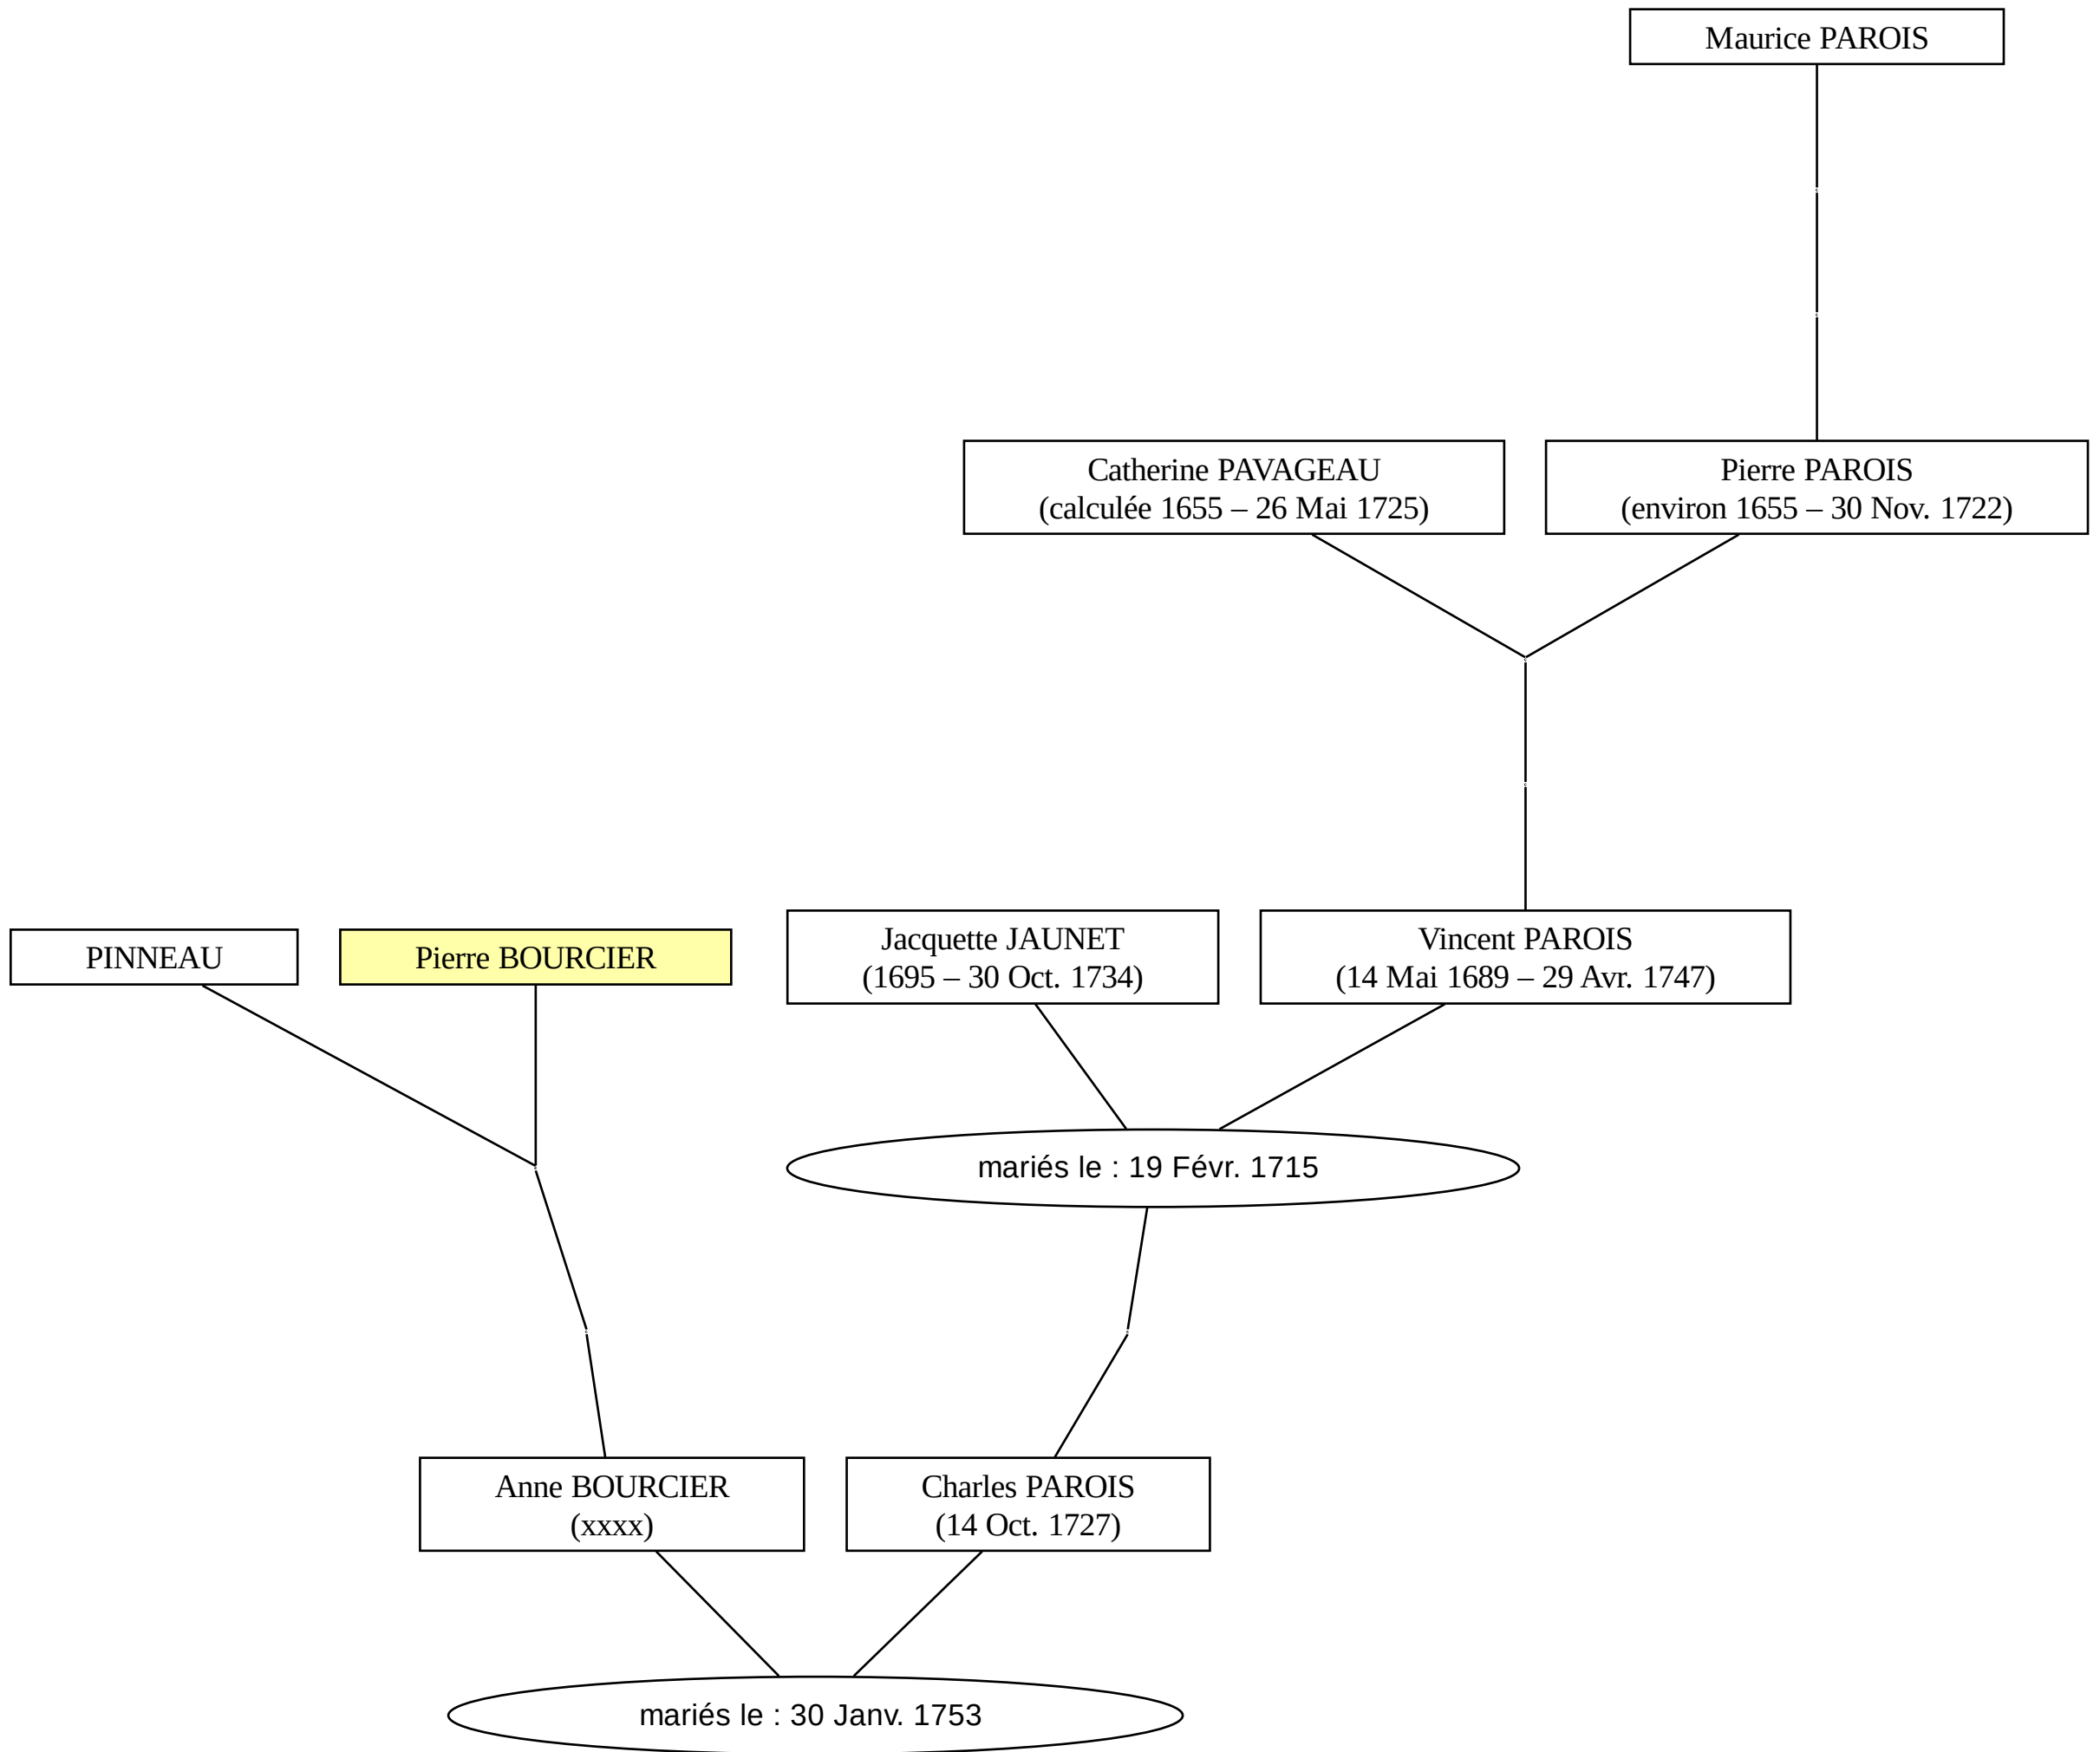 Maurice PAROIS
Catherine PAVAGEAU
(calculée 1655 – 26 Mai 1725)
Pierre PAROIS
(environ 1655 – 30 Nov. 1722)
PINNEAU
Pierre BOURCIER
Jacquette JAUNET
(1695 – 30 Oct. 1734)
Vincent PAROIS
(14 Mai 1689 – 29 Avr. 1747)
mariés le : 19 Févr. 1715
Anne BOURCIER
(xxxx)
Charles PAROIS
(14 Oct. 1727)
mariés le : 30 Janv. 1753